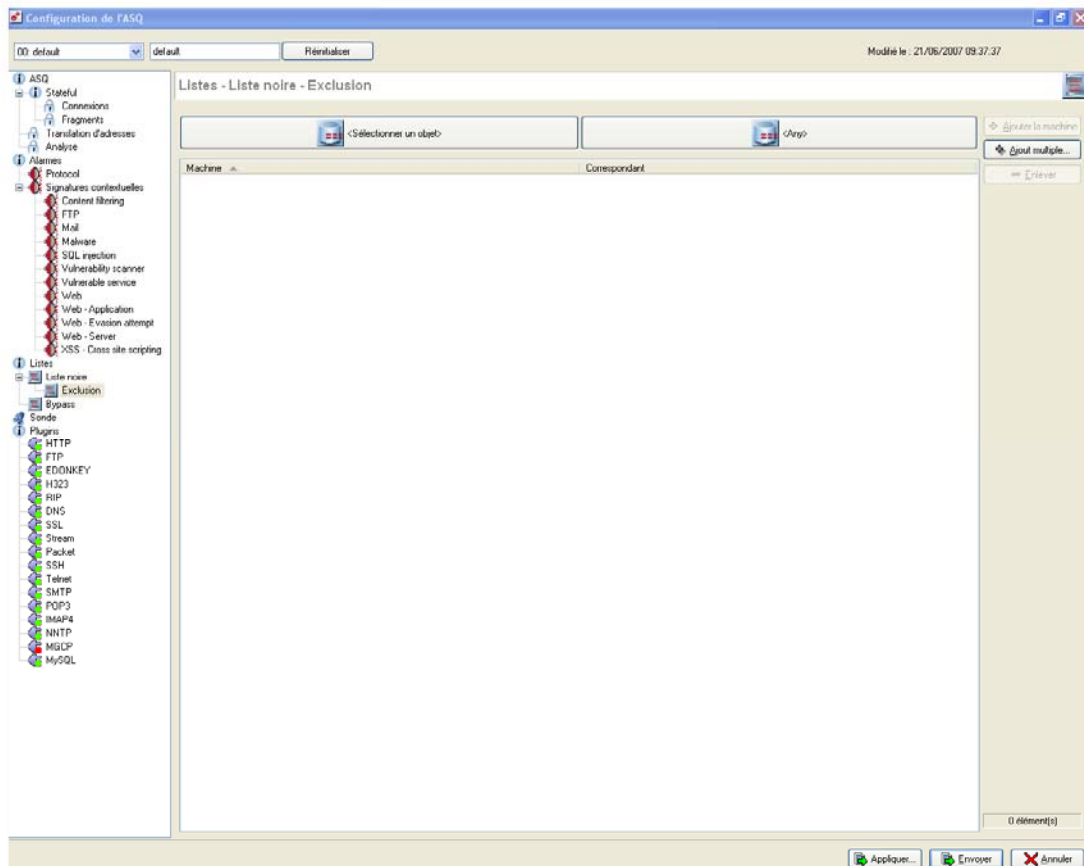 Configuration de l'ASQ
00: default
default
Réinitialiser
Modifié le : 21/06/2007 09:37:37
ASQ
Stateful
Connexions
Fragments
Translation d'adresses
Analyse
Alarmes
Protocol
Signatures contextuelles
Content filtering
FTP
Mail
Malware
SQL injection
Vulnerability scanner
Vulnerable service
Web
Web - Application
Web - Evasion attempt
Web - Server
XSS - Cross site scripting
Listes
Liste noire
Exclusion
Bypass
Sonde
Plugins
HTTP
FTP
EDONKEY
H323
RIP
DNS
SSL
Stream
Packet
SSH
Telnet
SMTP
POP3
IMAP4
NNTP
MGCP
MySQL
Listes - Liste noire - Exclusion
<Sélectionner un objet>
<Any>
Machine
Correspondant
Ajouter la machine
Ajout multiple...
Enlever
0 élément(s)
Appliquer...
Envoyer
Annuler